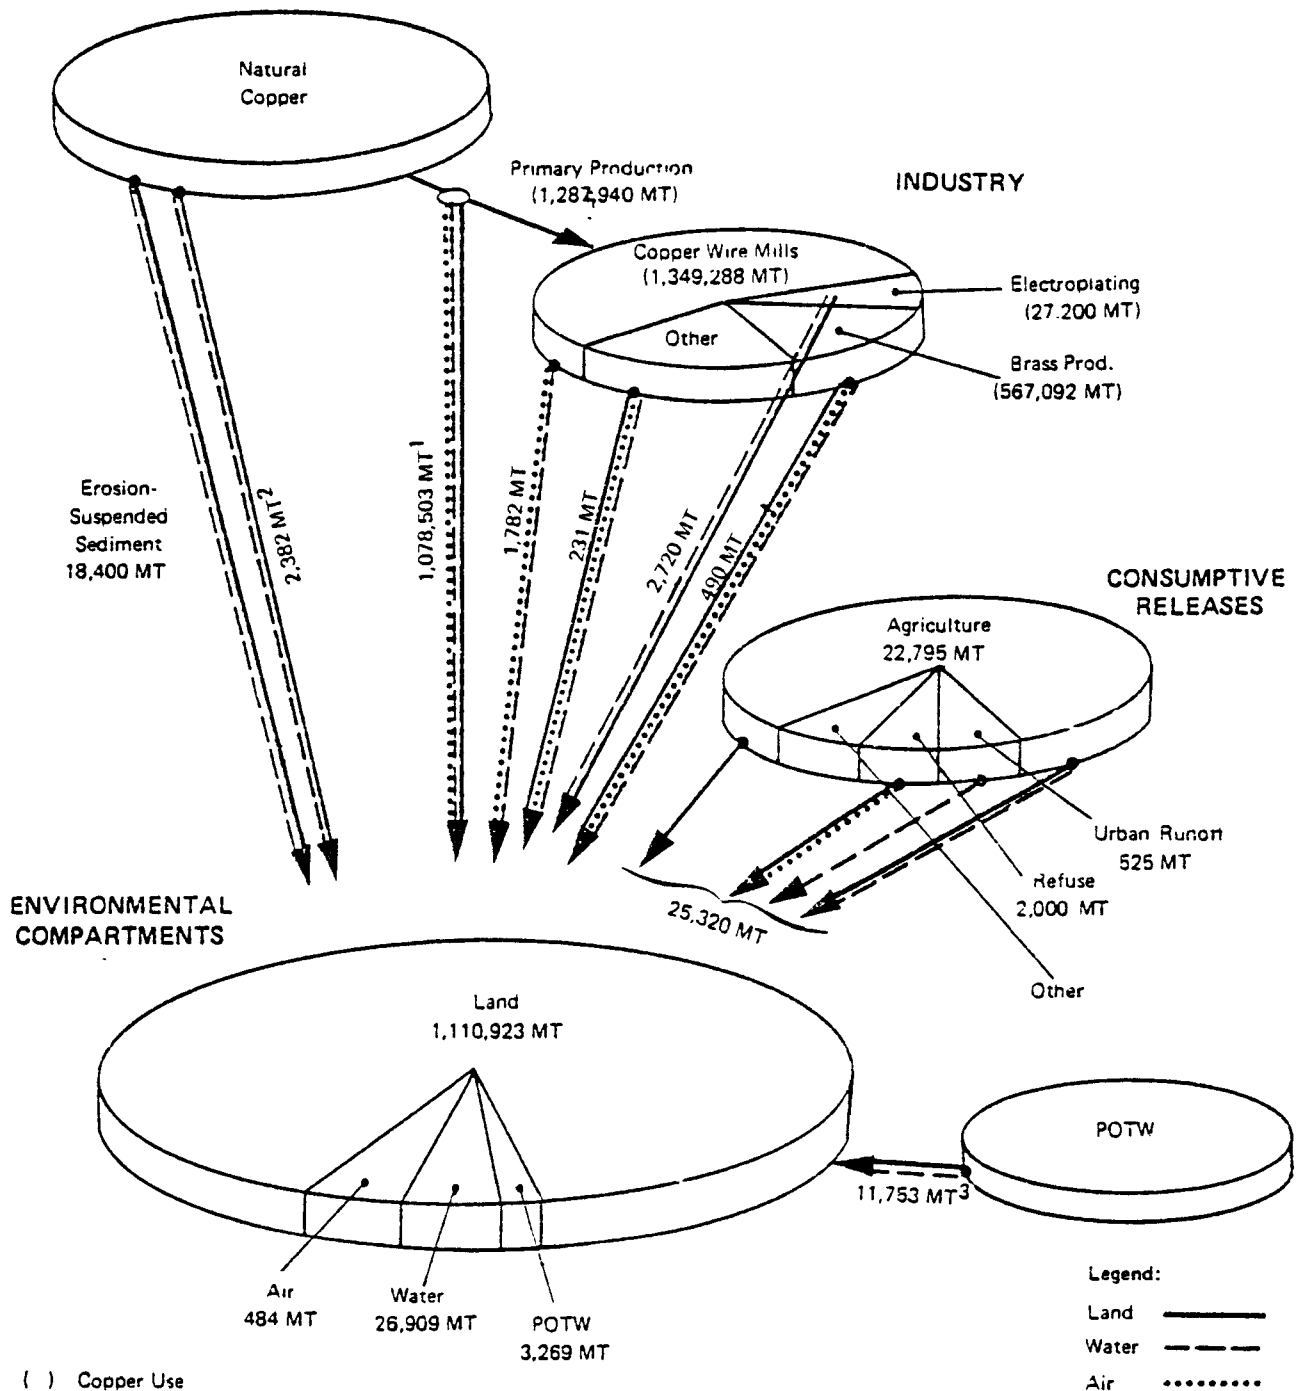 Natural
Copper
Primary Production
(1,287,940 MT)
INDUSTRY
Copper Wire Mills
(1,349,288 MT)
Electroplating
(27.200 MT)
Other
Brass Prod.
(567,092 MT)
Erosion-
Suspended
Sediment
18,400 MT
2,382 MT2
1,078,503 MT1
1,782 MT
231 MT
2,720 MT
490 MT
CONSUMPTIVE
RELEASES
Agriculture
22,795 MT
Urban Runoff
525 MT
Refuse
2,000 MT
Other
25,320 MT
ENVIRONMENTAL
COMPARTMENTS
Land
1,110,923 MT
POTW
11,753 MT3
Air
484 MT
Water
26,909 MT
POTW
3,269 MT
Legend:
Land
Water
Air
( ) Copper Use